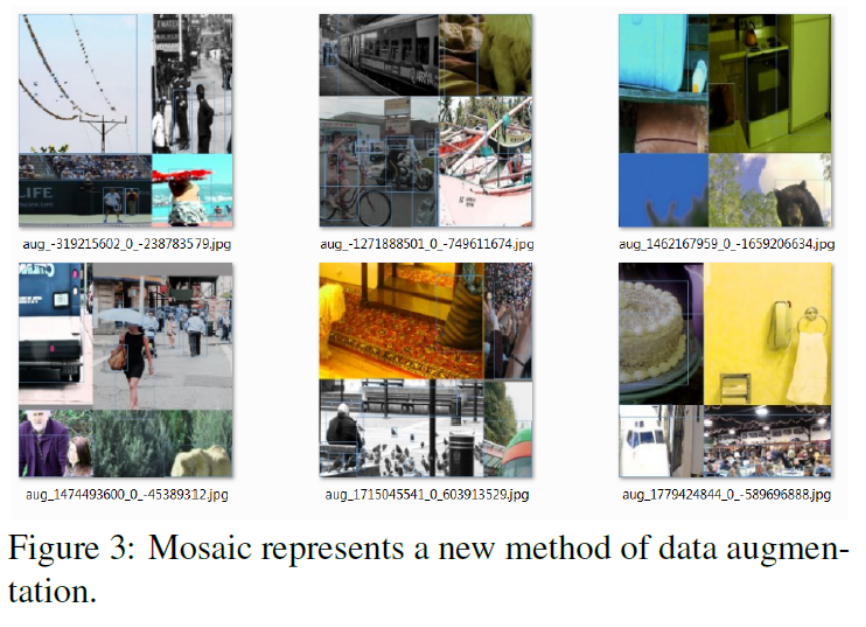 LIFE
aug_-319215602_0_-238783579.jpg
aug_-1271888501_0_-749611674.jpg
aug_1462167959_0_-1659206634.jpg
aug_1474493600_0_-45389312.jpg
aug_1715045541_0_603913529.jpg
aug_1779424844_0_-589696888.jpg
Figure 3: Mosaic represents a new method of data augmen-
tation.